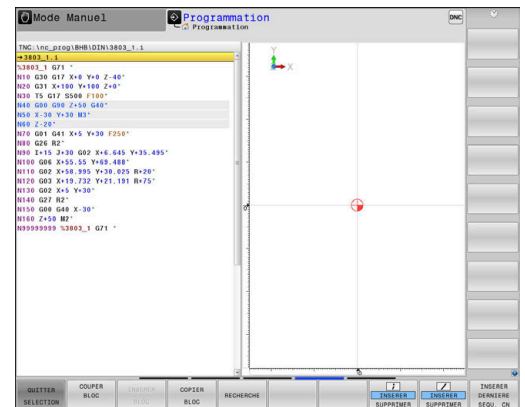 Mode Manuel
Programmation
Programmation
DNC
TNC:\nc_prog\BHB\DIN\3803_1.i
→3803_1.i
%3803_1 G71 *
N10 G30 G17 X+0 Y+0 Z-40*
N20 G31 X+100 Y+100 Z+0*
N30 T5 G17 S500 F100*
N40 G00 G90 Z+50 G40*
N50 X-30 Y+30 M3*
N60 Z-20*
N70 G01 G41 X+5 Y+30 F250*
N80 G26 R2*
N90 I+15 J+30 G02 X+6.645 Y+35.495*
N100 G06 X+55.55 Y+69.488*
N110 G02 X+58.995 Y+30.025 R+20*
N120 G03 X+19.732 Y+21.191 R+75*
N130 G02 X+5 Y+30*
N140 G27 R2*
N150 G00 G40 X-30*
N160 Z+50 M2*
N99999999 %3803_1 G71 *
Y
X
0
0
QUITTER
SELECTION
COUPER
BLOC
INSERER
BLOC
COPIER
BLOC
RECHERCHE
INSERER
SUPPRIMER
INSERER
SUPPRIMER
INSERER
DERNIERE
SEQU. CN